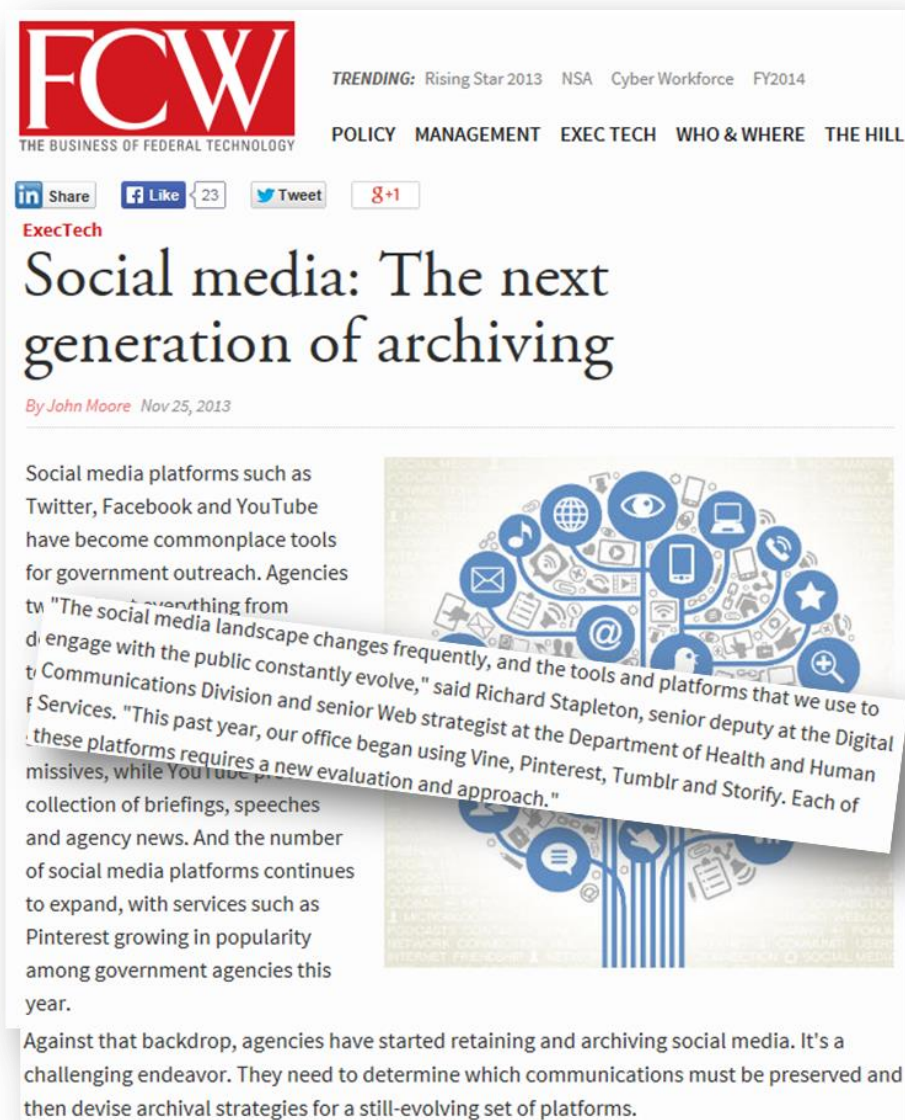 FCW
THE BUSINESS OF FEDERAL TECHNOLOGY
TRENDING: Rising Star 2013 NSA Cyber Workforce FY2014
POLICY MANAGEMENT EXEC TECH WHO & WHERE THE HILL
in Share
f Like 23
Tweet
g+1
ExecTech
Social media: The next
generation of archiving
By John Moore Nov 25, 2013
Social media platforms such as
Twitter, Facebook and YouTube
have become commonplace tools
for government outreach. Agencies
everything from
"The social media landscape changes frequently, and the tools and platforms that we use to
engage with the public constantly evolve," said Richard Stapleton, senior deputy at the Digital
Communications Division and senior Web strategist at the Department of Health and Human
Services. "This past year, our office began using Vine, Pinterest, Tumblr and Storify. Each of
these platforms requires a new evaluation and approach."
missives, while YouTube
collection of briefings, speeches
and agency news. And the number
of social media platforms continues
to expand, with services such as
Pinterest growing in popularity
among government agencies this
year.
Against that backdrop, agencies have started retaining and archiving social media. It's a
challenging endeavor. They need to determine which communications must be preserved and
then devise archival strategies for a still-evolving set of platforms.